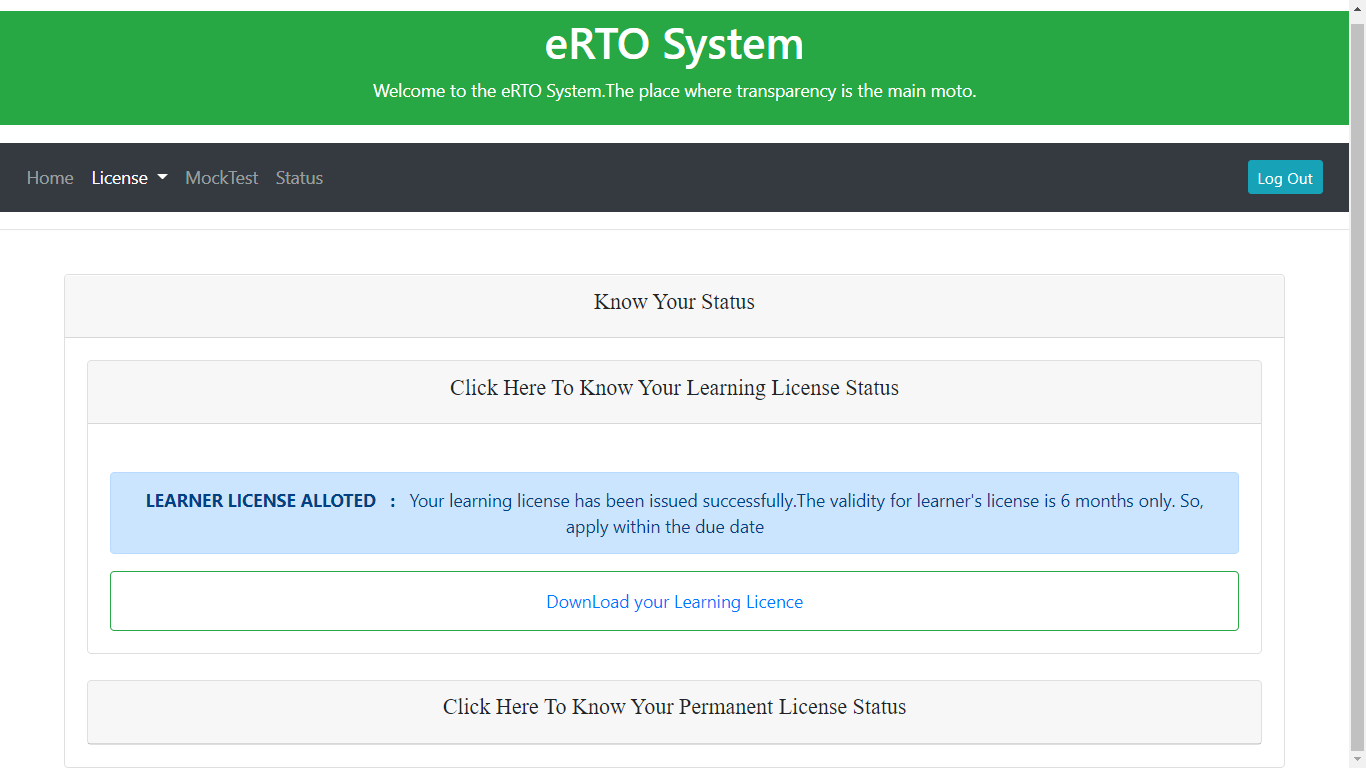 eRTO System
Welcome to the eRTO System.The place where transparency is the main moto.
Home License MockTest Status Log Out
Know Your Status
Click Here To Know Your Learning License Status
LEARNER LICENSE ALLOTED : Your learning license has been issued successfully.The validity for learner's license is 6 months only. So,
apply within the due date
DownLoad your Learning Licence
Click Here To Know Your Permanent License Status